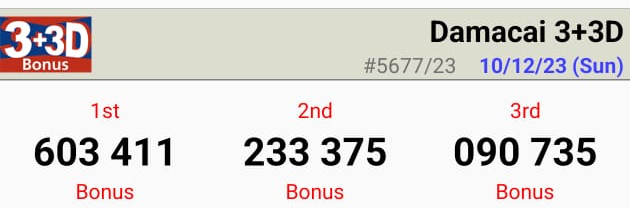 3+3D
Bonus
Damacai 3+3D
#5677/23 10/12/23 (Sun)
1st 2nd 3rd
603 411 233 375 090 735
Bonus Bonus Bonus